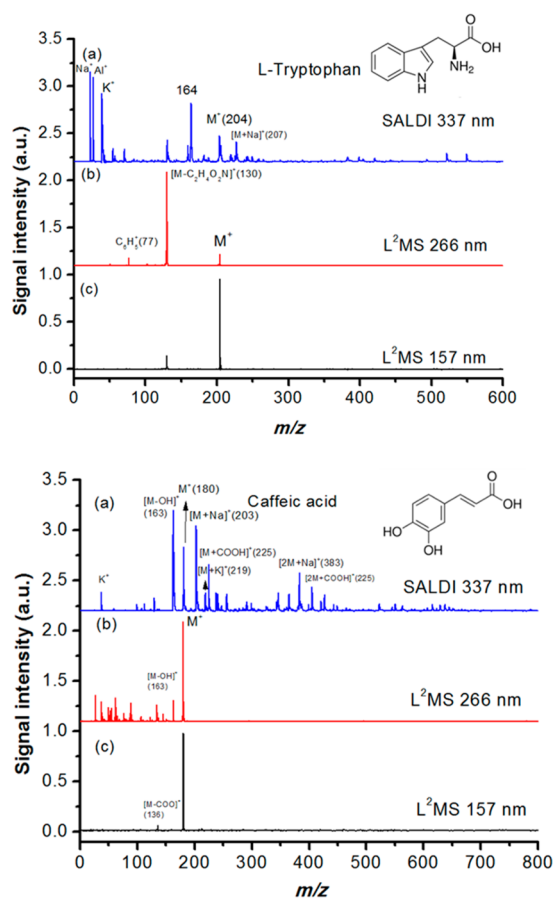 3.5
(a)
Na⁺
Al⁺
K⁺
164
M⁺(204)
[M+Na]⁺(207)
L-Tryptophan
O
OH
NH₂
N
H
SALDI 337 nm
3.0
2.5
2.0
(b)
[M-C₂H₄O₂N]⁺(130)
C₆H₅⁺(77)
M⁺
L²MS 266 nm
1.5
1.0
(c)
L²MS 157 nm
0.5
0.0
Signal intensity (a.u.)
0 100 200 300 400 500 600
m/z
3.5
(a)
M⁺(180)
[M-OH]⁺
(163)
[M+Na]⁺(203)
[M+COOH]⁺(225)
[M+K]⁺(219)
K⁺
Caffeic acid
[2M+Na]⁺(383)
[2M+COOH]⁺(225)
O
OH
HO
OH
SALDI 337 nm
3.0
2.5
2.0
(b)
M⁺
[M-OH]⁺
(163)
L²MS 266 nm
1.5
1.0
(c)
[M-COO]⁺
(136)
L²MS 157 nm
0.5
0.0
Signal intensity (a.u.)
0 100 200 300 400 500 600 700 800
m/z